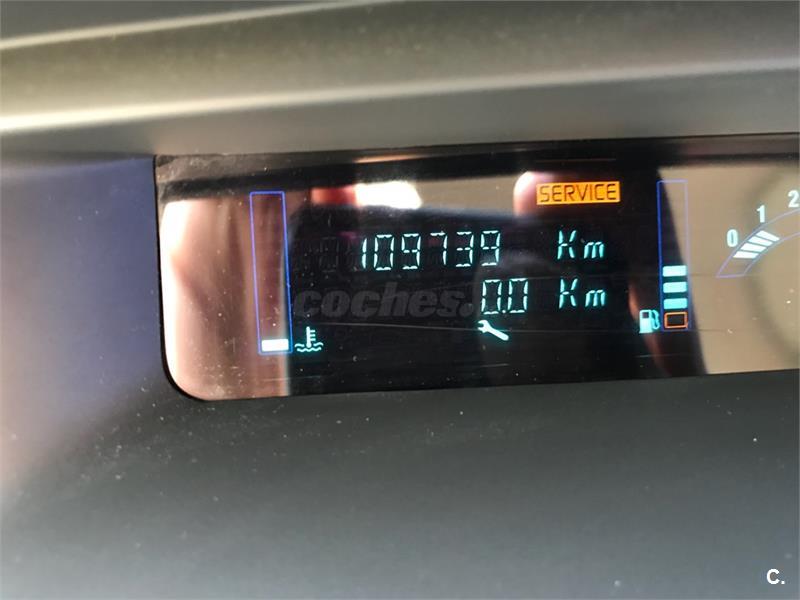 SERVICE
109739 Km
0.0 Km
0 1 2
coches.
C.